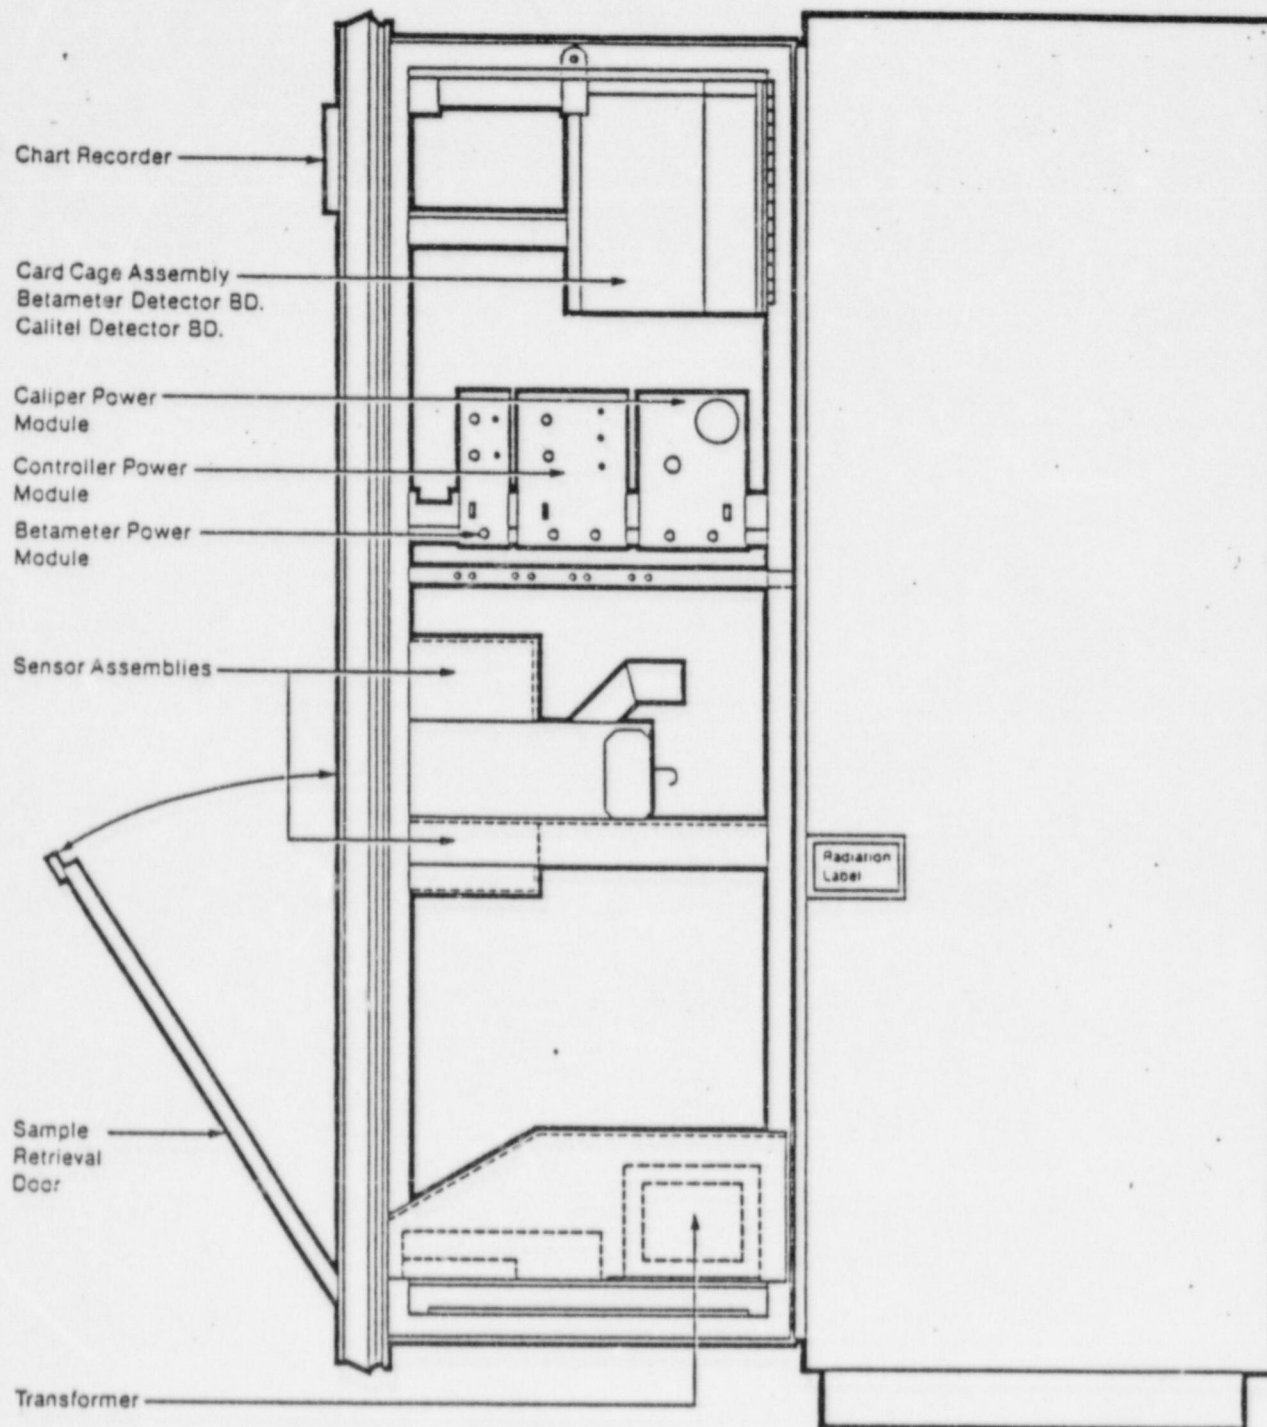 Chart Recorder
Card Cage Assembly
Betameter Detector BD.
Calitel Detector BD.
Caliper Power
Module
Controller Power
Module
Betameter Power
Module
Sensor Assemblies
Radiation
Label
Sample
Retrieval
Door
Transformer